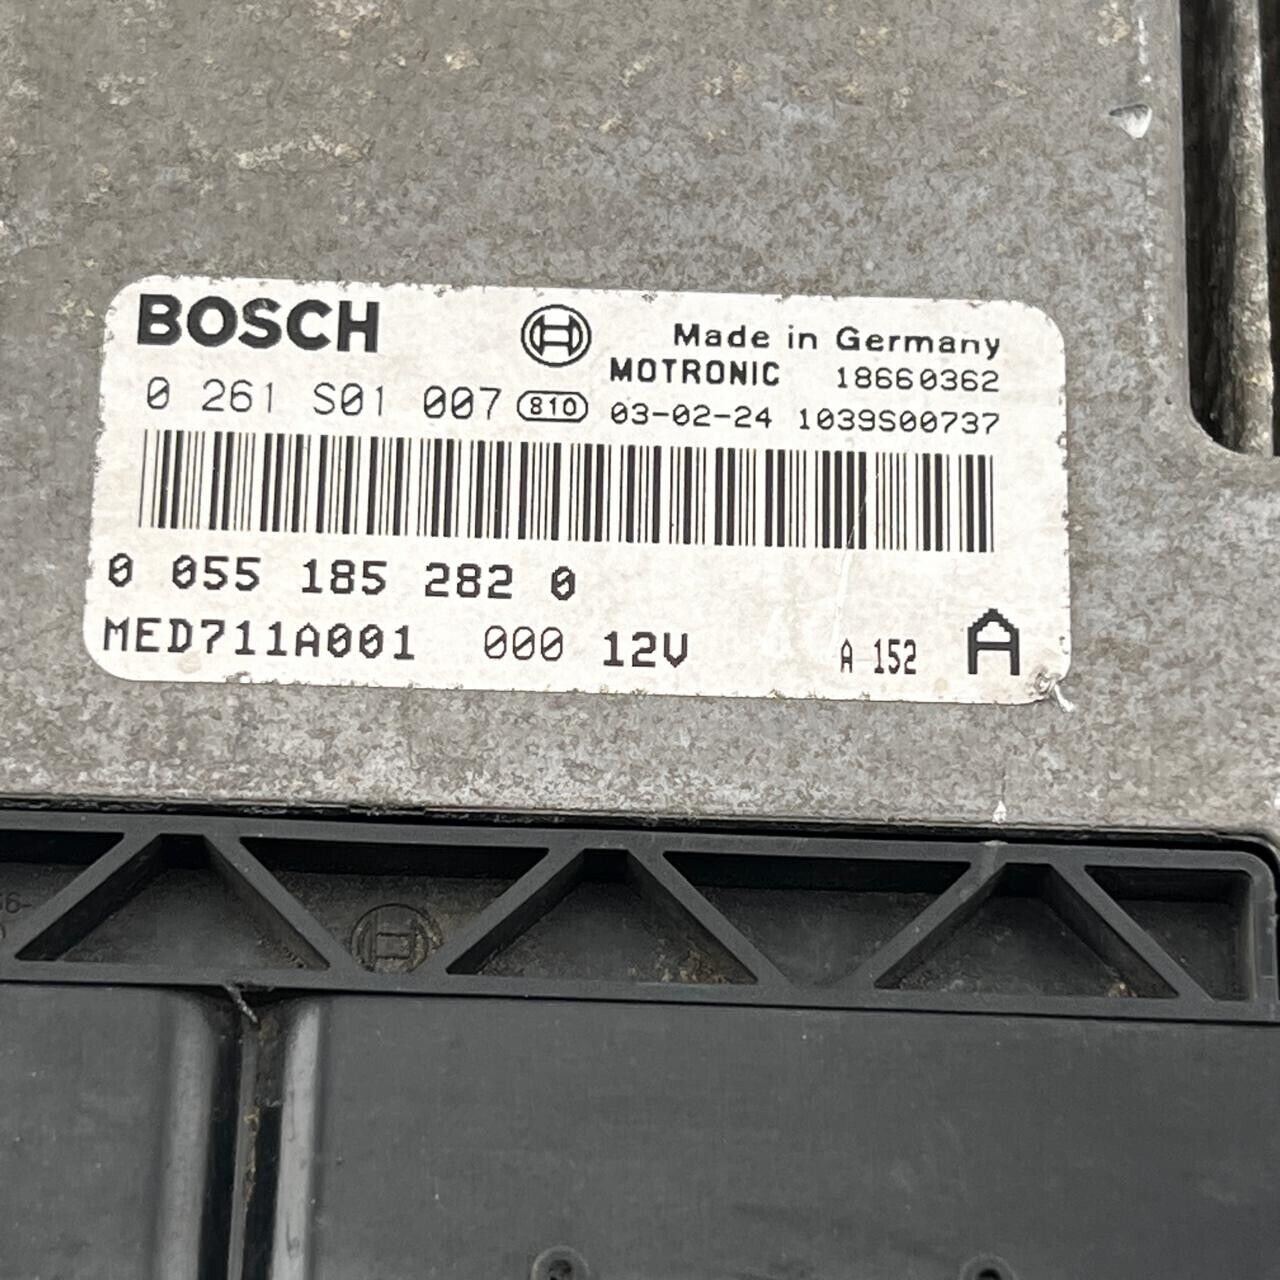 BOSCH
Made in Germany
MOTRONIC 18660362
0 261 S01 007 810 03-02-24 1039S00737
0 055 185 282 0
MED711A001 000 12V A 152 A